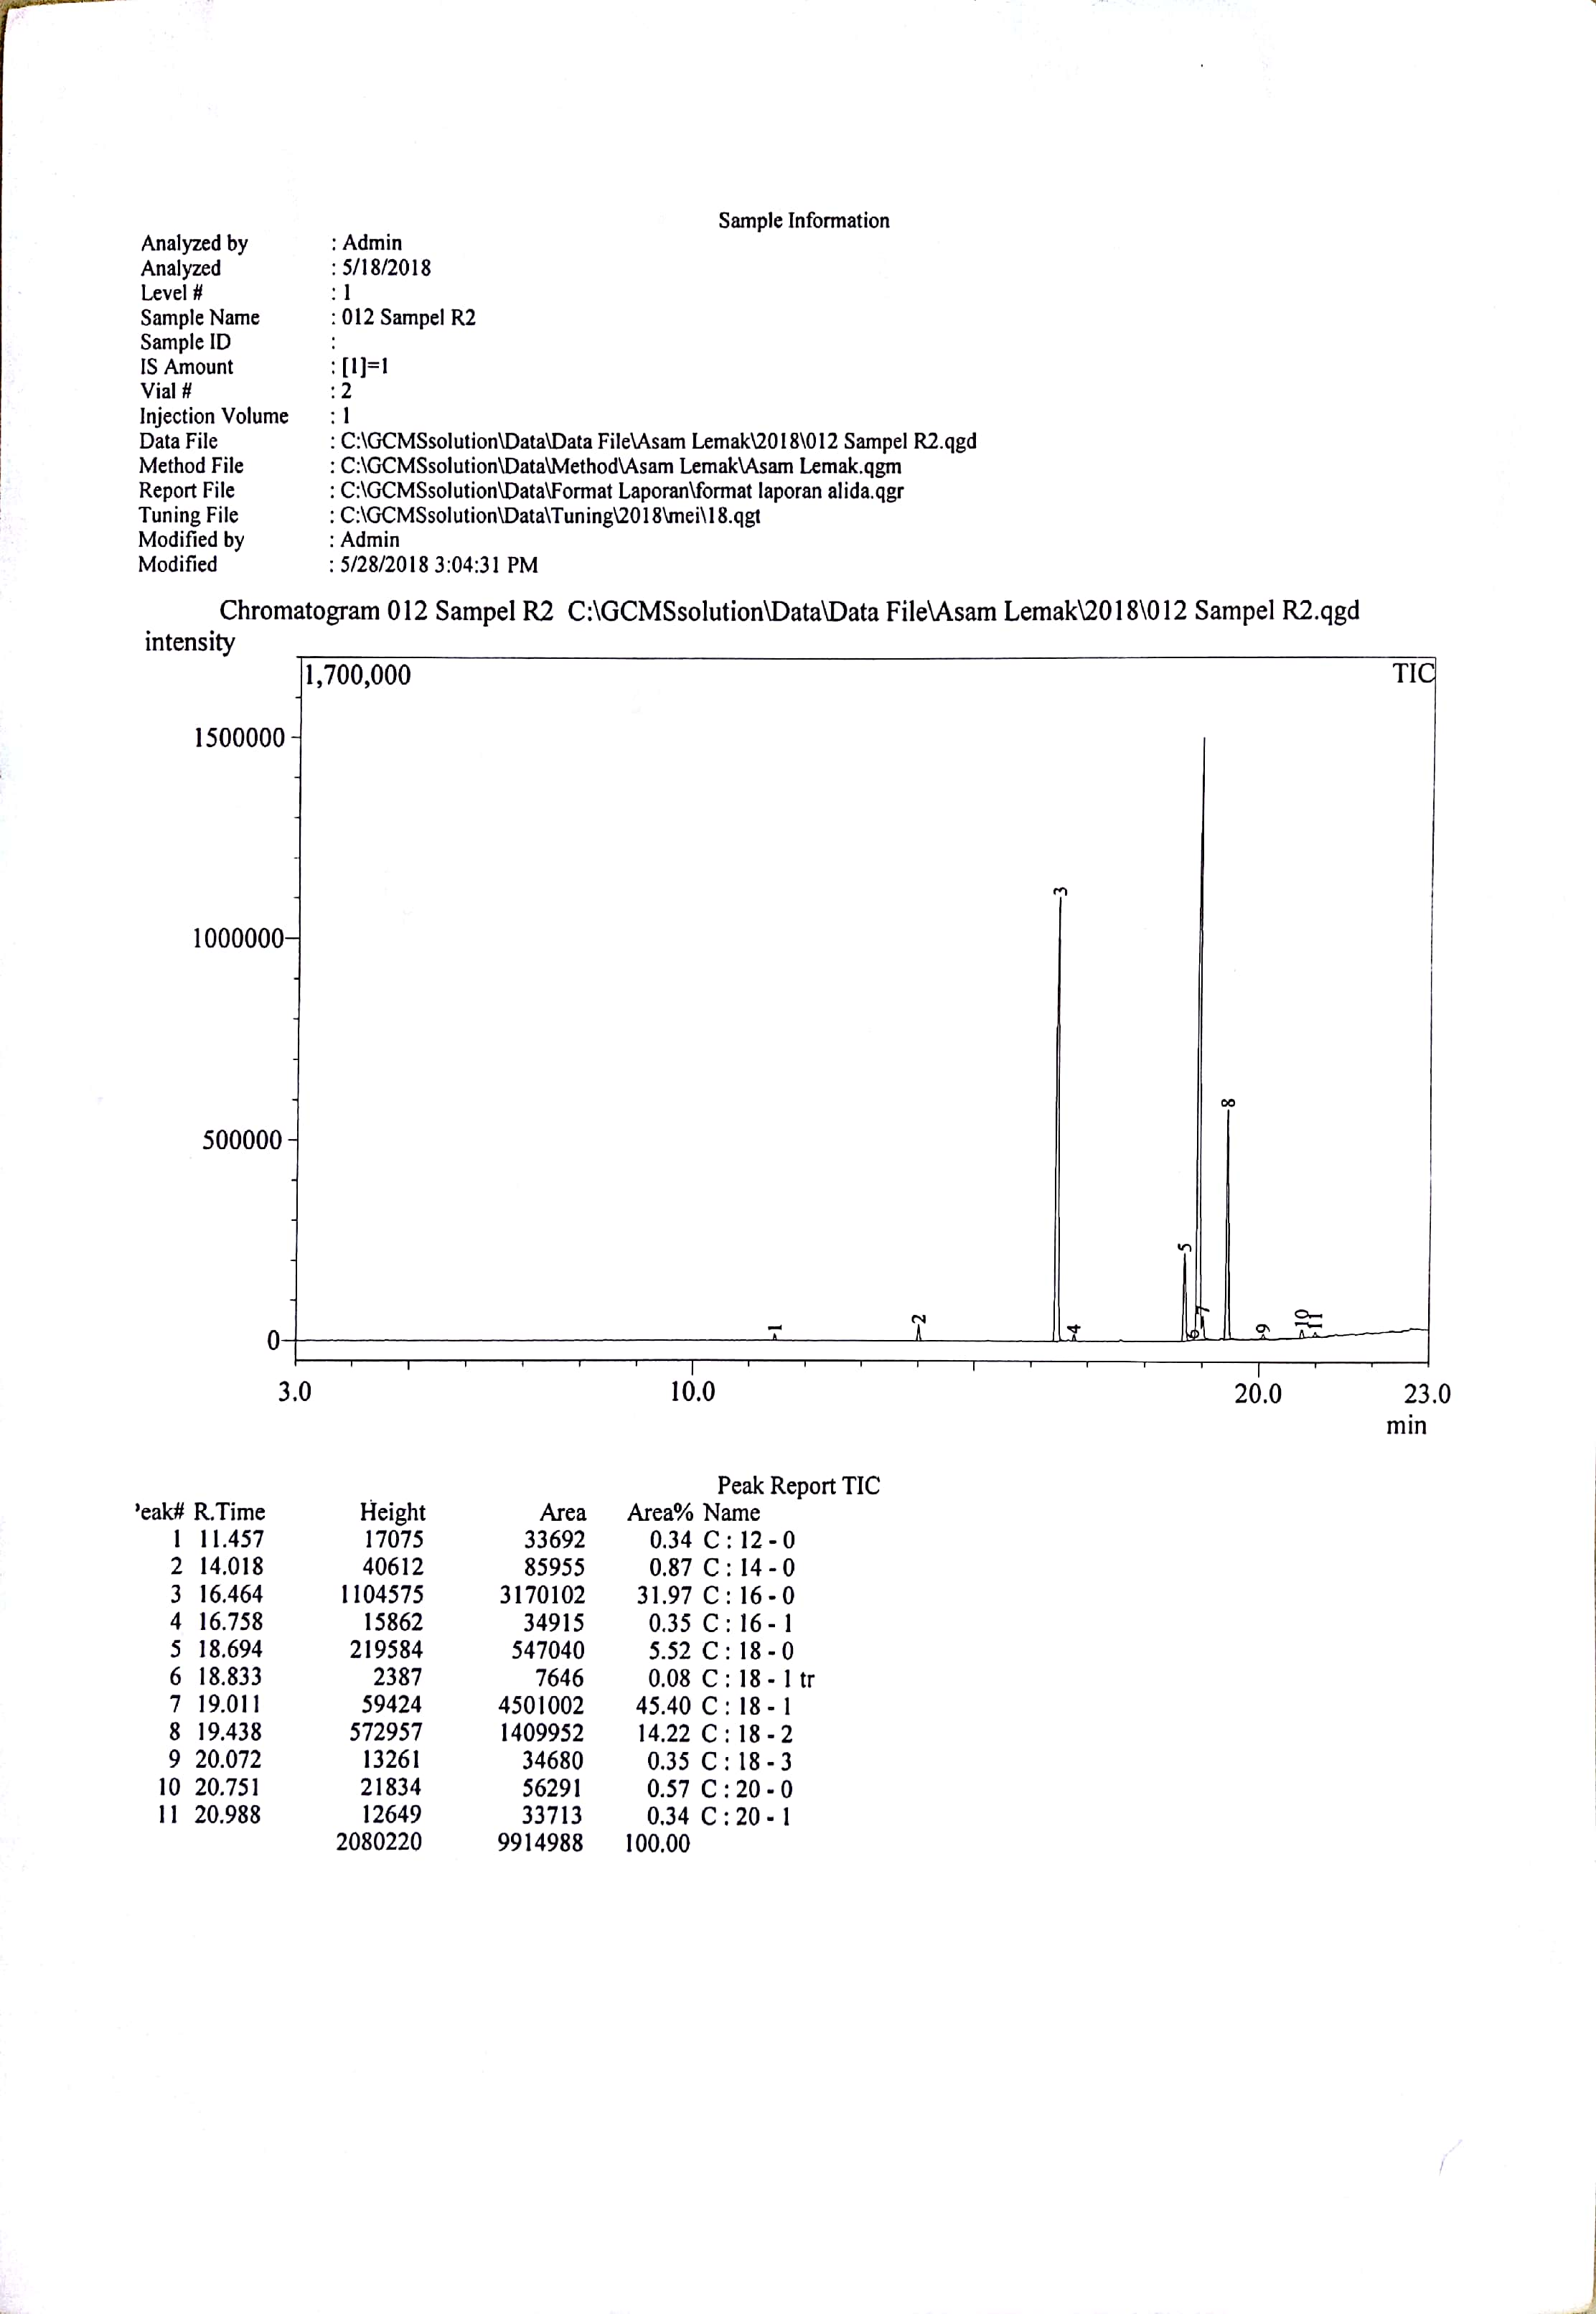 Sample Information
Analyzed by : Admin
Analyzed : 5/18/2018
Level # : 1
Sample Name : 012 Sampel R2
Sample ID :
IS Amount : [1]=1
Vial # : 2
Injection Volume : 1
Data File : C:\GCMSsolution\Data\Data File\Asam Lemak\2018\012 Sampel R2.qgd
Method File : C:\GCMSsolution\Data\Method\Asam Lemak\Asam Lemak.qgm
Report File : C:\GCMSsolution\Data\Format Laporan\format laporan alida.qgr
Tuning File : C:\GCMSsolution\Data\Tuning\2018\mei\18.qgt
Modified by : Admin
Modified : 5/28/2018 3:04:31 PM
Chromatogram 012 Sampel R2 C:\GCMSsolution\Data\Data File\Asam Lemak\2018\012 Sampel R2.qgd
intensity
1,700,000 TIC
1500000
1000000
500000
0
1 2 3 4 5 6 7 8 9 10 11
3.0 10.0 20.0 23.0
min
Peak Report TIC
'eak# R.Time Height Area Area% Name
1 11.457 17075 33692 0.34 C : 12 - 0
2 14.018 40612 85955 0.87 C : 14 - 0
3 16.464 1104575 3170102 31.97 C : 16 - 0
4 16.758 15862 34915 0.35 C : 16 - 1
5 18.694 219584 547040 5.52 C : 18 - 0
6 18.833 2387 7646 0.08 C : 18 - 1 tr
7 19.011 59424 4501002 45.40 C : 18 - 1
8 19.438 572957 1409952 14.22 C : 18 - 2
9 20.072 13261 34680 0.35 C : 18 - 3
10 20.751 21834 56291 0.57 C : 20 - 0
11 20.988 12649 33713 0.34 C : 20 - 1
2080220 9914988 100.00